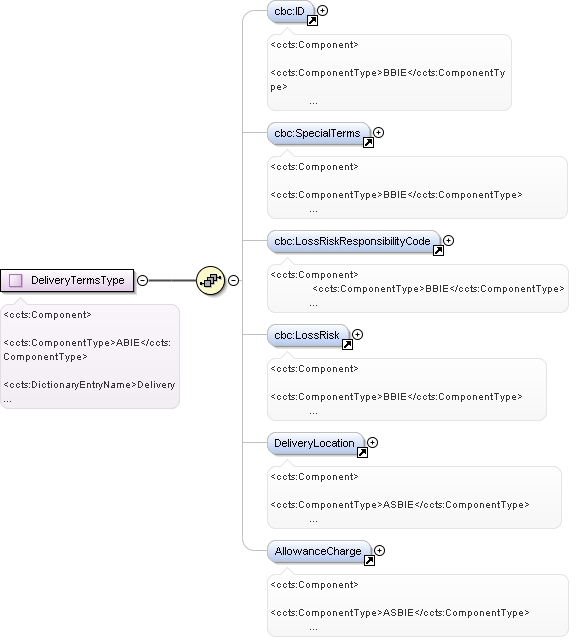 cbc:ID
<ccts:Component>
<ccts:ComponentType>BBIE</ccts:ComponentTy
pe>
...
cbc:SpecialTerms
<ccts:Component>
<ccts:ComponentType>BBIE</ccts:ComponentType>
...
cbc:LossRiskResponsibilityCode
<ccts:Component>
<ccts:ComponentType>BBIE</ccts:ComponentType>
...
DeliveryTermsType
<ccts:Component>
<ccts:ComponentType>ABIE</ccts:
ComponentType>
<ccts:DictionaryEntryName>Delivery
...
cbc:LossRisk
<ccts:Component>
<ccts:ComponentType>BBIE</ccts:ComponentType>
...
DeliveryLocation
<ccts:Component>
<ccts:ComponentType>ASBIE</ccts:ComponentType>
...
AllowanceCharge
<ccts:Component>
<ccts:ComponentType>ASBIE</ccts:ComponentType>
...